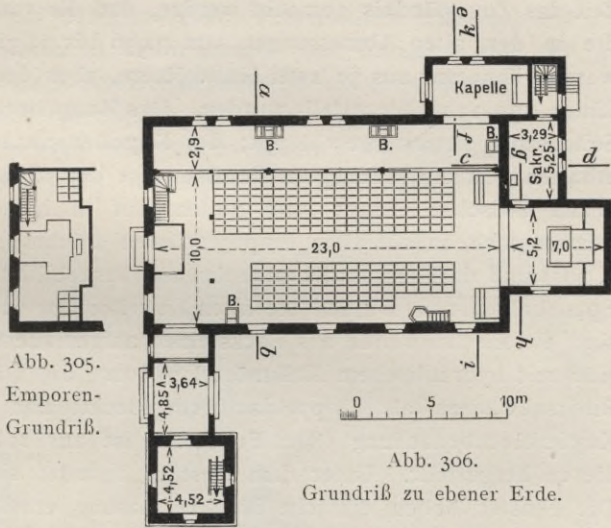 e
k
Kapelle
a
B.
B.
f
c
B.
3,29
Sakr.
5,25
g
d
2,9
10,0
23,0
5,2
7,0
B.
b
i
h
3,64
4,85
4,52
4,52
0 5 10m
Abb. 305.
Emporen-
Grundriß.
Abb. 306.
Grundriß zu ebener Erde.